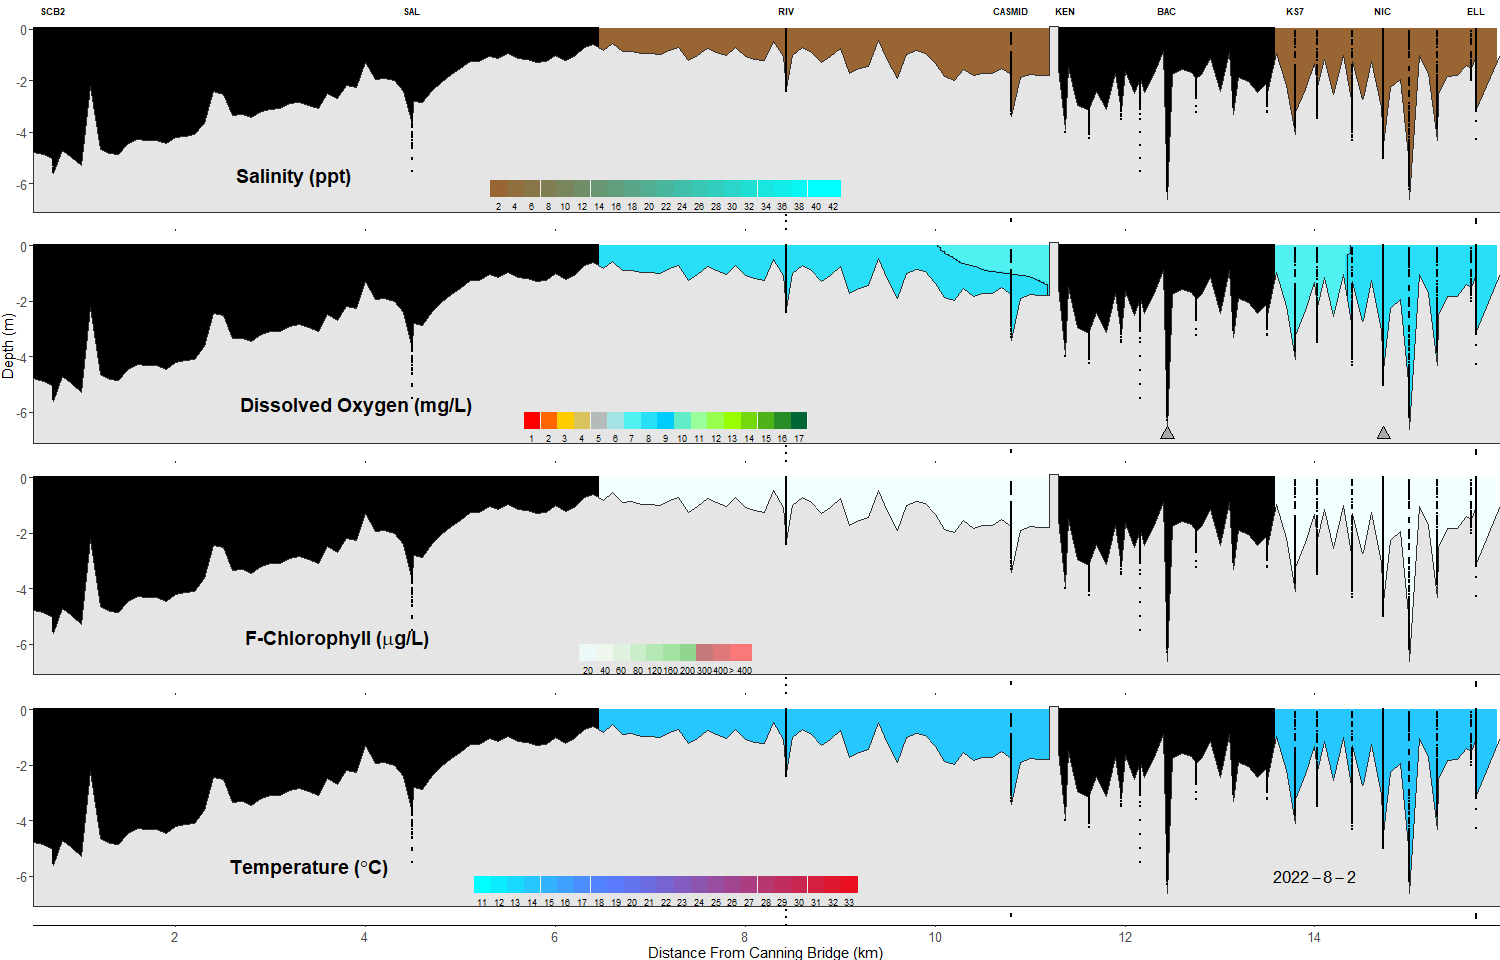 SCB2 SAL RIV CASMID KEN BAC KS7 NIC ELL
0
-2
-4
-6
Salinity (ppt)
2 4 6 8 10 12 14 16 18 20 22 24 26 28 30 32 34 36 38 40 42
0
-2
-4
-6
Depth (m)
Dissolved Oxygen (mg/L)
1 2 3 4 5 6 7 8 9 10 11 12 13 14 15 16 17
0
-2
-4
-6
F-Chlorophyll (μg/L)
20 40 60 80 120 160 200 300 400 > 400
0
-2
-4
-6
Temperature (°C)
2022 – 8 – 2
11 12 13 14 15 16 17 18 19 20 21 22 23 24 25 26 27 28 29 30 31 32 33
2 4 6 8 10 12 14
Distance From Canning Bridge (km)